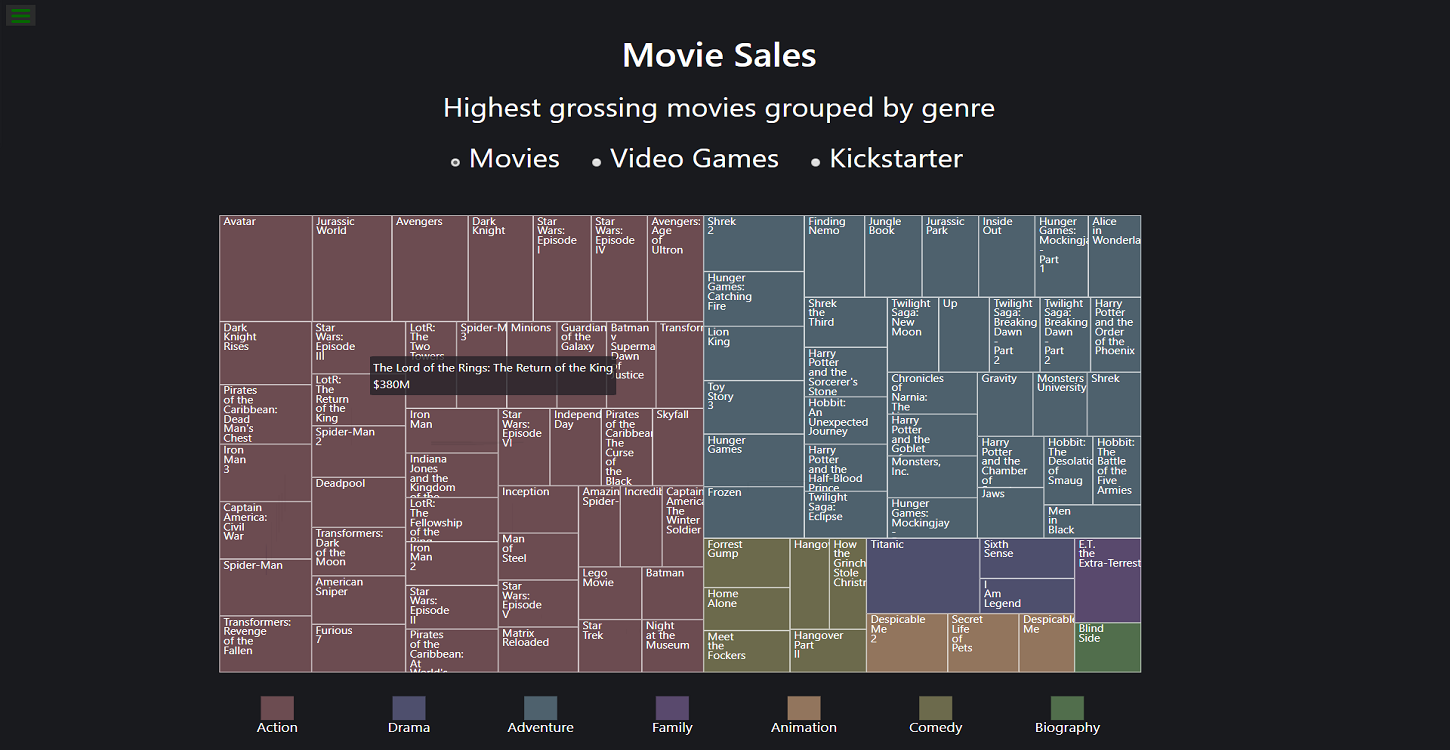 Movie Sales
Highest grossing movies grouped by genre
Movies
Video Games
Kickstarter
Avatar
Jurassic
World
Avengers
Dark
Knight
Star
Wars:
Episode
I
Star
Wars:
Episode
IV
Avengers:
Age
of
Ultron
Dark
Knight
Rises
Pirates
of the
Caribbean:
Dead
Man's
Chest
Iron
Man
3
Captain
America:
Civil
War
Spider-Man
Transformers:
Revenge
of the
Fallen
Star
Wars:
Episode
III
LotR:
The
Return
of the
King
Spider-Man
2
Deadpool
Transformers:
Dark
of the
Moon
American
Sniper
Furious
7
LotR:
The
Two
Towers
Spider-M
3
Minions
Guardian
of the
Galaxy
Batman
v
Superma
Dawn
of
Justice
Transfor
The Lord of the Rings: The Return of the King
$380M
Iron
Man
Indiana
Jones
and the
Kingdom
of the
LotR:
The
Fellowship
of the
Ring
Iron
Man
2
Star
Wars:
Episode
II
Pirates
of the
Caribbean:
At
World's
Star
Wars:
Episode
VI
Independ
Day
Pirates
of the
Caribbean
The
Curse
of
the
Black
Skyfall
Inception
Man
of
Steel
Star
Wars:
Episode
V
Matrix
Reloaded
Amazin
Spider-
Incredib
Captain
America
The
Winter
Soldier
Lego
Movie
Batman
Star
Trek
Night
at the
Museum
Shrek
2
Hunger
Games:
Catching
Fire
Lion
King
Toy
Story
3
Hunger
Games
Frozen
Finding
Nemo
Jungle
Book
Jurassic
Park
Inside
Out
Hunger
Games:
Mockingja
-
Part
1
Alice
in
Wonderla
Shrek
the
Third
Harry
Potter
and the
Sorcerer's
Stone
Hobbit:
An
Unexpected
Journey
Harry
Potter
and the
Half-Blood
Prince
Twilight
Saga:
Eclipse
Twilight
Saga:
New
Moon
Up
Twilight
Saga:
Breaking
Dawn
-
Part
2
Twilight
Saga:
Breaking
Dawn
-
Part
2
Harry
Potter
and the
Order
of the
Phoenix
Chronicles
of
Narnia:
The
Harry
Potter
and the
Goblet
Monsters,
Inc.
Hunger
Games:
Mockingjay
-
Gravity
Monsters
University
Shrek
Harry
Potter
and the
Chamber
of
Jaws
Hobbit:
The
Desolatic
of
Smaug
Hobbit:
The
Battle
of the
Five
Armies
Men
in
Black
Forrest
Gump
Home
Alone
Meet
the
Fockers
Hango
How
the
Grinch
Stole
Christm
Hangover
Part
II
Titanic
Sixth
Sense
I
Am
Legend
E.T.
the
Extra-Terrest
Despicable
Me
2
Secret
Life
of
Pets
Despicabl
Me
Blind
Side
Action
Drama
Adventure
Family
Animation
Comedy
Biography